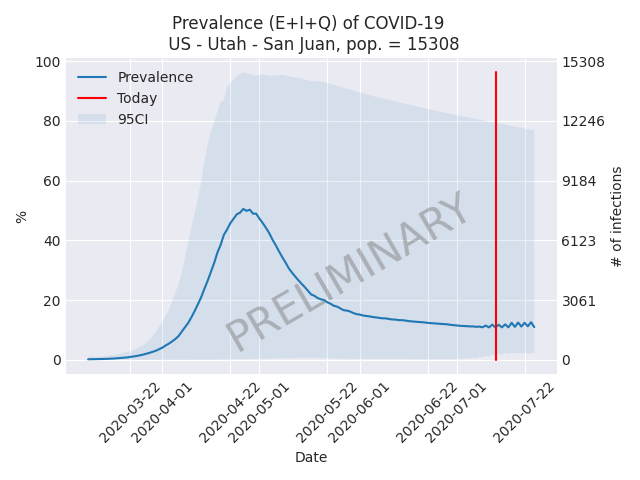 Prevalence (E+I+Q) of COVID-19
US - Utah - San Juan, pop. = 15308
Prevalence
Today
95CI
100
80
60
40
20
0
%
15308
12246
9184
6123
3061
0
# of infections
PRELIMINARY
2020-03-22
2020-04-01
2020-04-22
2020-05-01
2020-05-22
2020-06-01
2020-06-22
2020-07-01
2020-07-22
Date